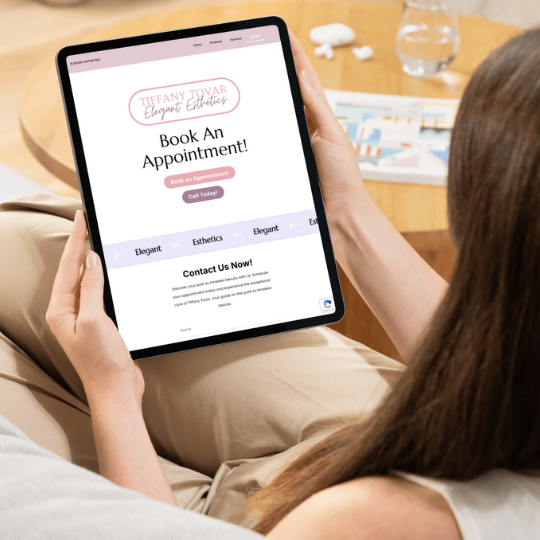 ELEGANT ESTHETICS
Home
Products
Services
TIFFANY TOVAR
Elegant Esthetics
Book An
Appointment!
Book an Appointment!
Call Today!
Elegant Esthetics Elegant Est
Contact Us Now!
Discover your path to timeless beauty with us. Schedule
your appointment today and experience the exceptional
care of Tiffany Tovar, your guide on this path to timeless
beauty.
Name